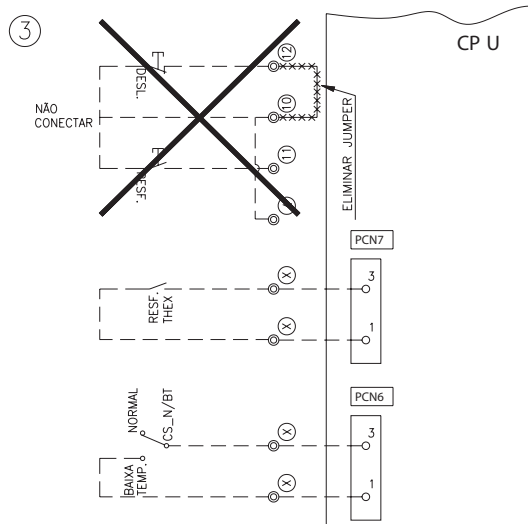 3
CP U
12
DESL.
10
NÃO
CONECTAR
11
ELIMINAR JUMPER
PCN7
X
3
RESF.
THEX
X
1
PCN6
NORMAL
CS_N/BT
X
3
BAIXA
TEMP.
X
1